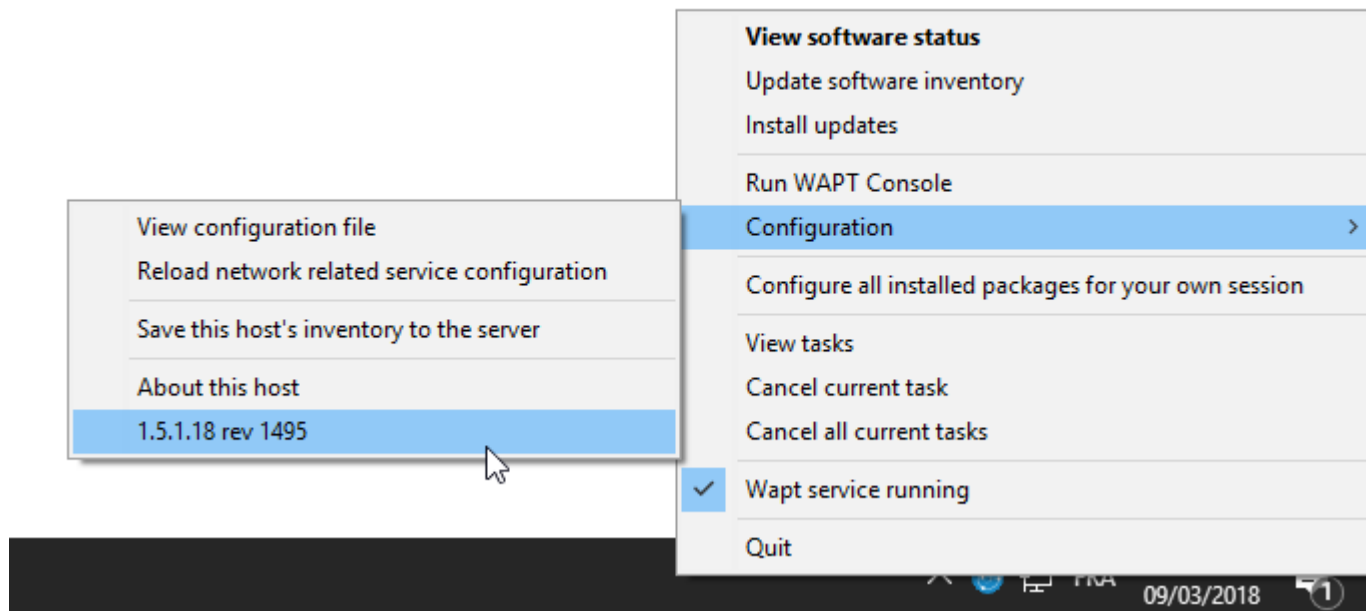 View software status
Update software inventory
Install updates
Run WAPT Console
Configuration
Configure all installed packages for your own session
View tasks
Cancel current task
Cancel all current tasks
Wapt service running
Quit
View configuration file
Reload network related service configuration
Save this host's inventory to the server
About this host
1.5.1.18 rev 1495
FRA
09/03/2018
1